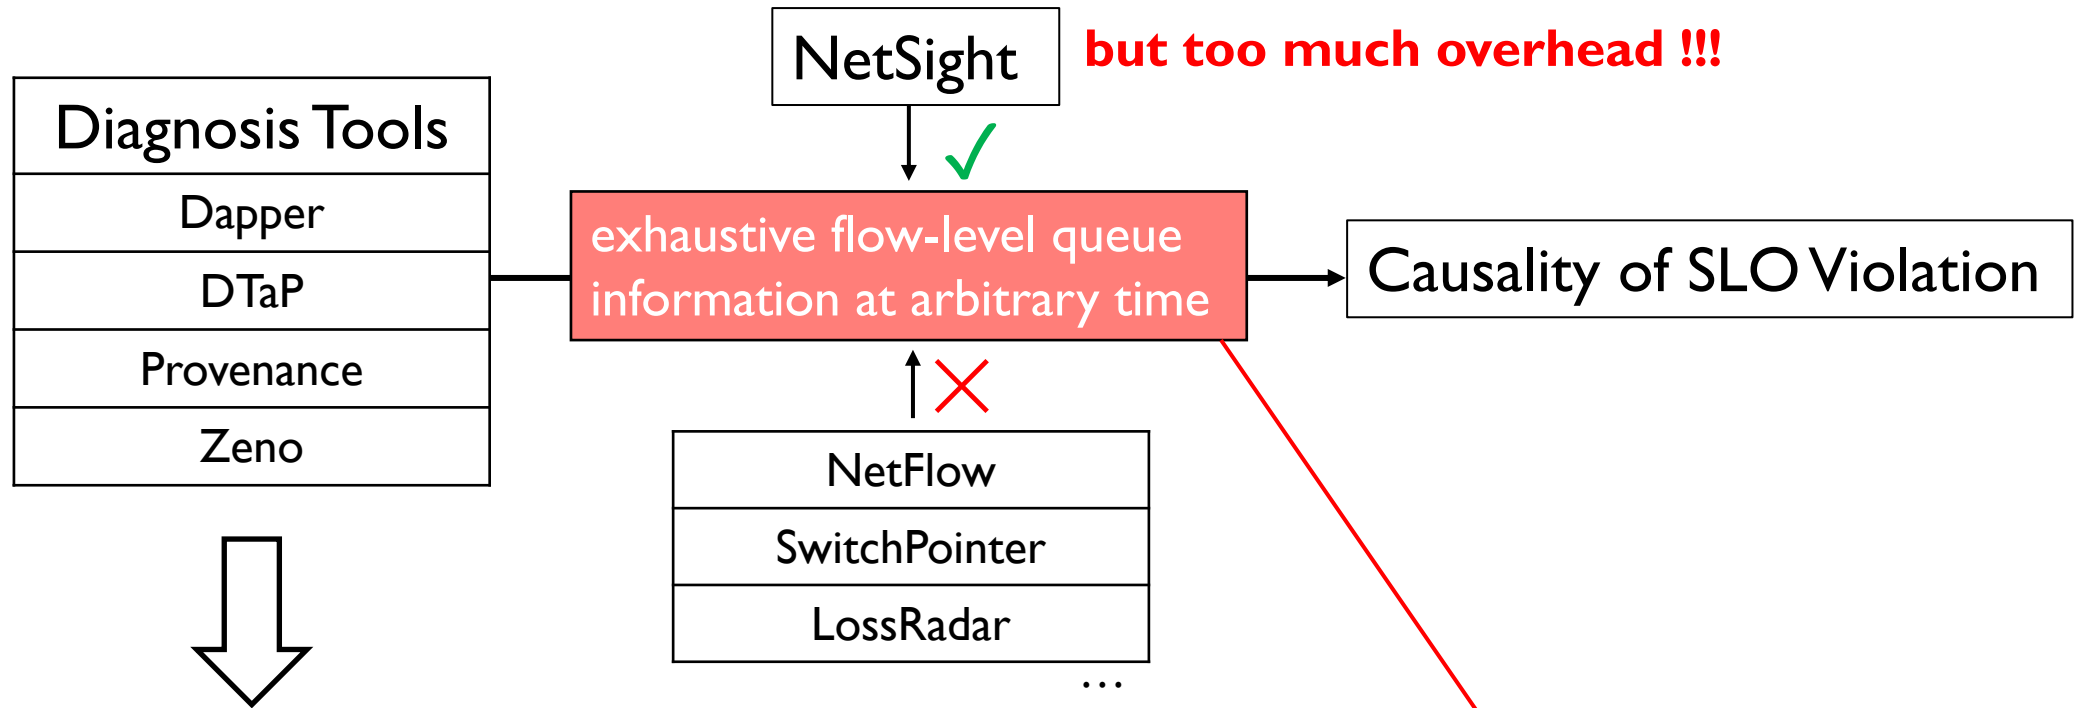 NetSight
but too much overhead !!!
Diagnosis Tools
Dapper
DTaP
Provenance
Zeno
exhaustive flow-level queue
information at arbitrary time
Causality of SLO Violation
NetFlow
SwitchPointer
LossRadar
...